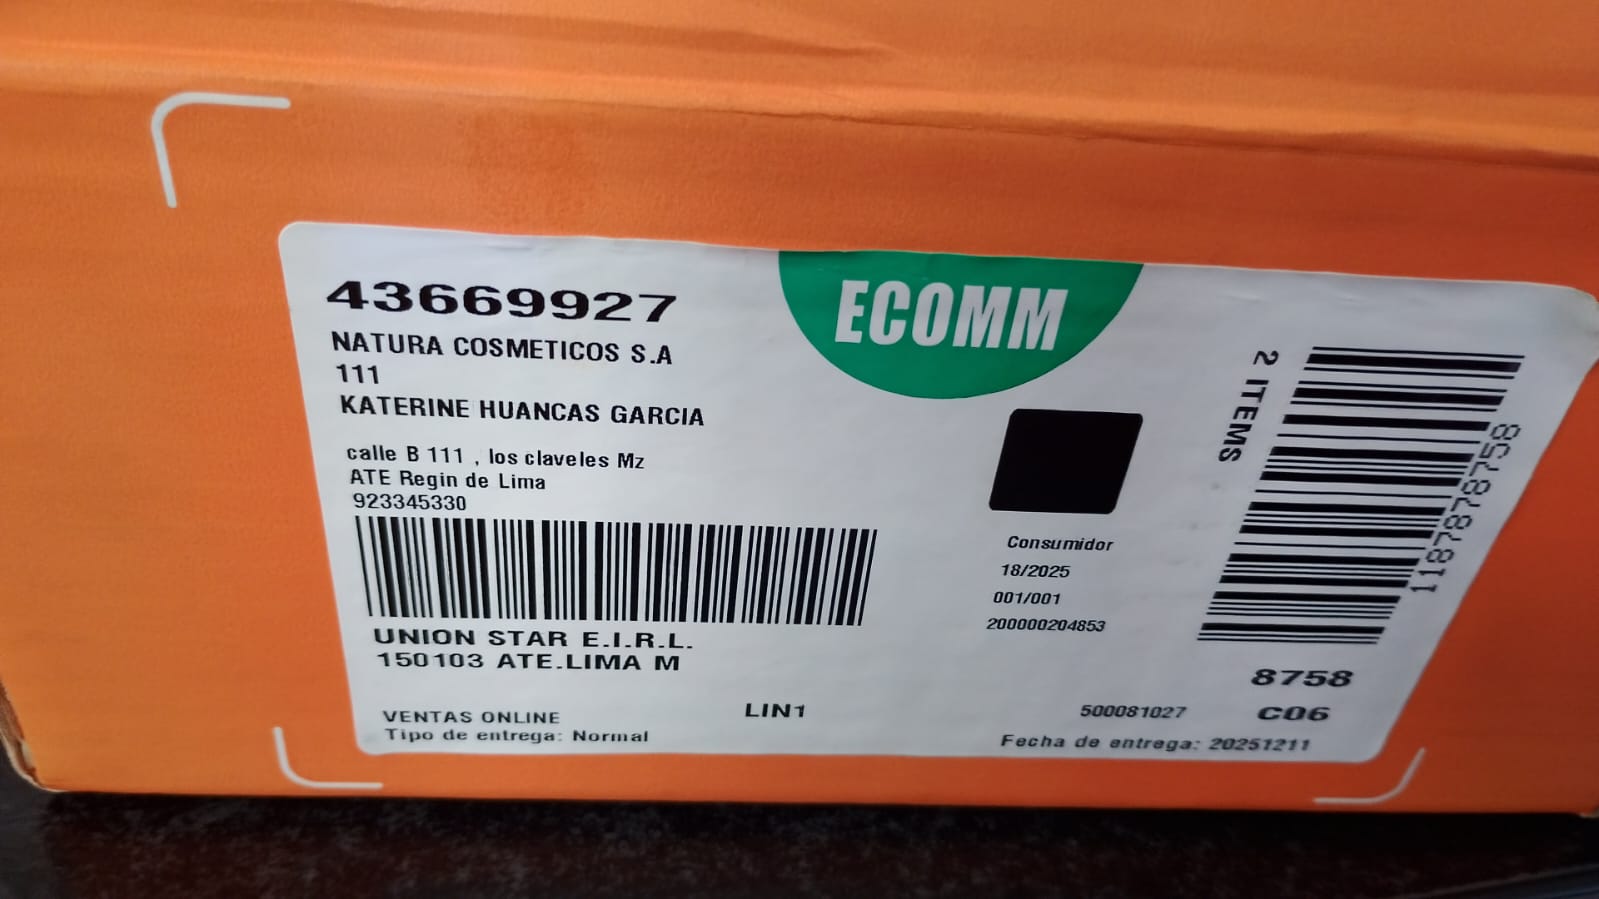 43669927
ECOMM
NATURA COSMETICOS S.A
111
KATERINE HUANCAS GARCIA
calle B 111 , los claveles Mz
ATE Regin de Lima
923345330
UNION STAR E.I.R.L.
150103 ATE.LIMA M
VENTAS ONLINE
Tipo de entrega: Normal
LIN1
Consumidor
18/2025
001/001
200000204853
2 ITEMS
1187878758
8758
500081027
C06
Fecha de entrega: 20251211